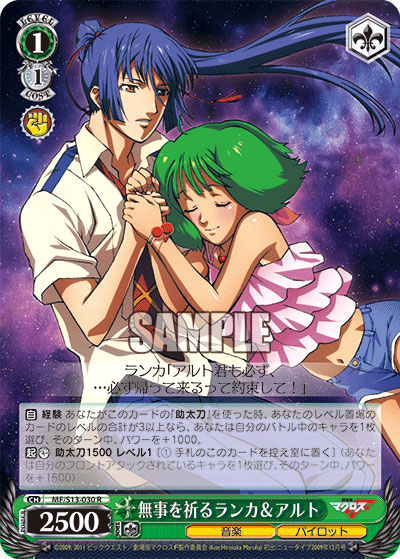 LEVEL
1
1
COST
SAMPLE
ランカ「アルト君も必ず、
…必ず帰って来るって約束して！」
自 経験 あなたがこのカードの「助太刀」を使った時、あなたのレベル置場の
カードのレベルの合計が３以上なら、あなたは自分のバトル中のキャラを1枚
選び、そのターン中、パワーを＋1000。
起 助太刀1500 レベル1 ［① 手札のこのカードを控え室に置く］（あなたは
自分のフロントアタックされているキャラを1枚選び、そのターン中、パワーを＋1500）
CH MF/S13-030 R
POWER
2500
無事を祈るランカ＆アルト
マクロス
音楽
パイロット